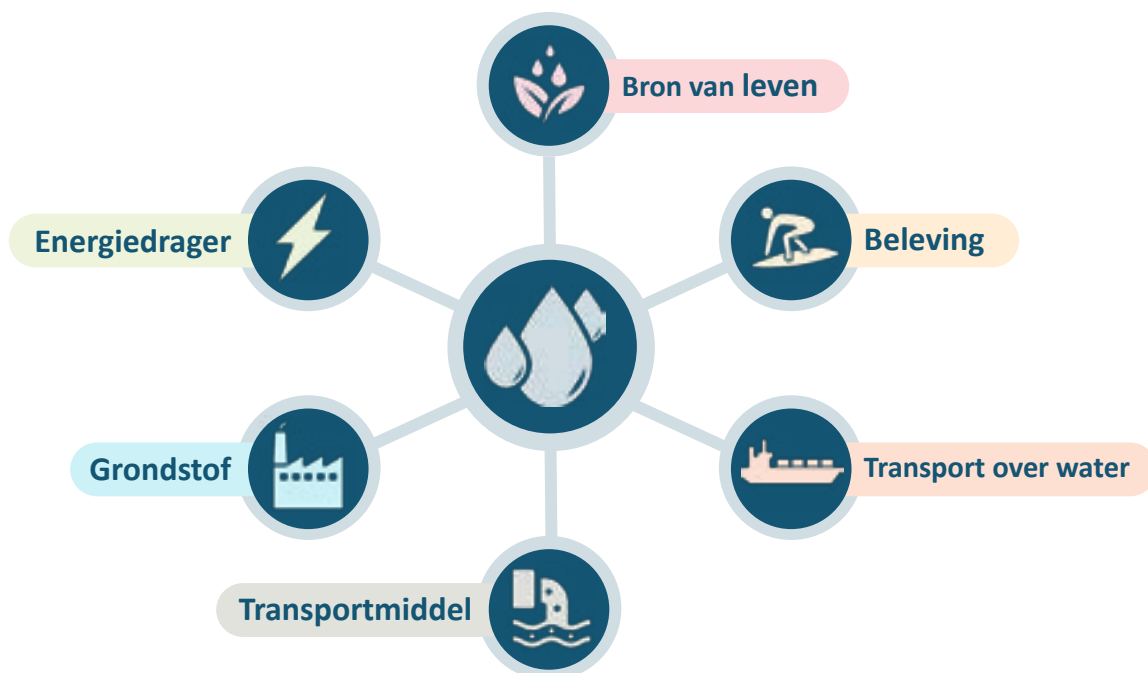 Bron van leven
Energiedrager
Beleving
Grondstof
Transport over water
Transportmiddel